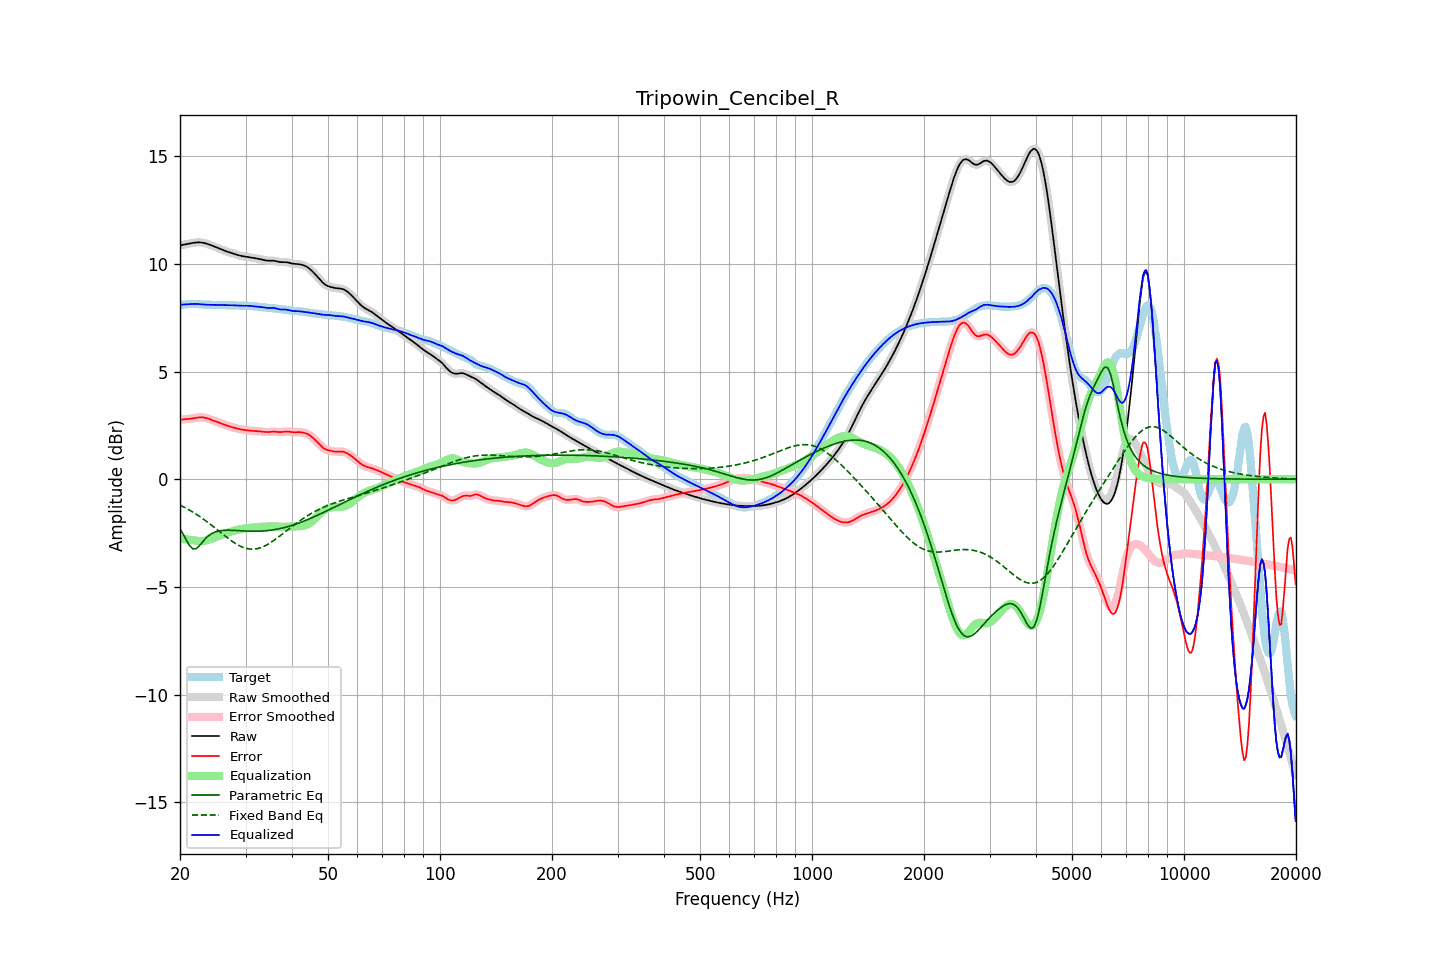 Tripowin_Cencibel_R
Amplitude (dBr)
15
10
5
0
−5
−10
−15
Target
Raw Smoothed
Error Smoothed
Raw
Error
Equalization
Parametric Eq
Fixed Band Eq
Equalized
20 50 100 200 500 1000 2000 5000 10000 20000
Frequency (Hz)